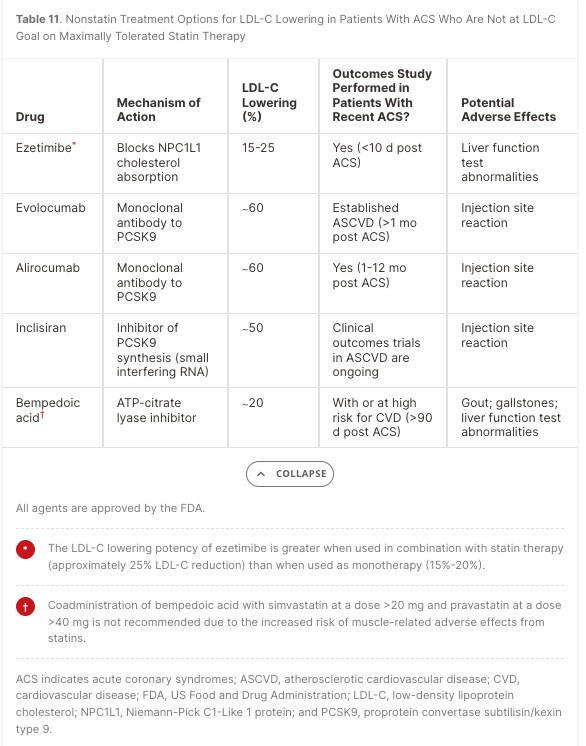 Table 11. Nonstatin Treatment Options for LDL-C Lowering in Patients With ACS Who Are Not at LDL-C
Goal on Maximally Tolerated Statin Therapy
Drug
Mechanism of
Action
LDL-C
Lowering
(%)
Outcomes Study
Performed in
Patients With
Recent ACS?
Potential
Adverse Effects
Ezetimibe*
Blocks NPC1L1
cholesterol
absorption
15-25
Yes (<10 d post
ACS)
Liver function
test
abnormalities
Evolocumab
Monoclonal
antibody to
PCSK9
~60
Established
ASCVD (>1 mo
post ACS)
Injection site
reaction
Alirocumab
Monoclonal
antibody to
PCSK9
~60
Yes (1-12 mo
post ACS)
Injection site
reaction
Inclisiran
Inhibitor of
PCSK9
synthesis (small
interfering RNA)
~50
Clinical
outcomes trials
in ASCVD are
ongoing
Injection site
reaction
Bempedoic
acid†
ATP-citrate
lyase inhibitor
~20
With or at high
risk for CVD (>90
d post ACS)
Gout; gallstones;
liver function test
abnormalities
COLLAPSE
All agents are approved by the FDA.
* The LDL-C lowering potency of ezetimibe is greater when used in combination with statin therapy
(approximately 25% LDL-C reduction) than when used as monotherapy (15%-20%).
† Coadministration of bempedoic acid with simvastatin at a dose >20 mg and pravastatin at a dose
>40 mg is not recommended due to the increased risk of muscle-related adverse effects from
statins.
ACS indicates acute coronary syndromes; ASCVD, atherosclerotic cardiovascular disease; CVD,
cardiovascular disease; FDA, US Food and Drug Administration; LDL-C, low-density lipoprotein
cholesterol; NPC1L1, Niemann-Pick C1-Like 1 protein; and PCSK9, proprotein convertase subtilisin/kexin
type 9.